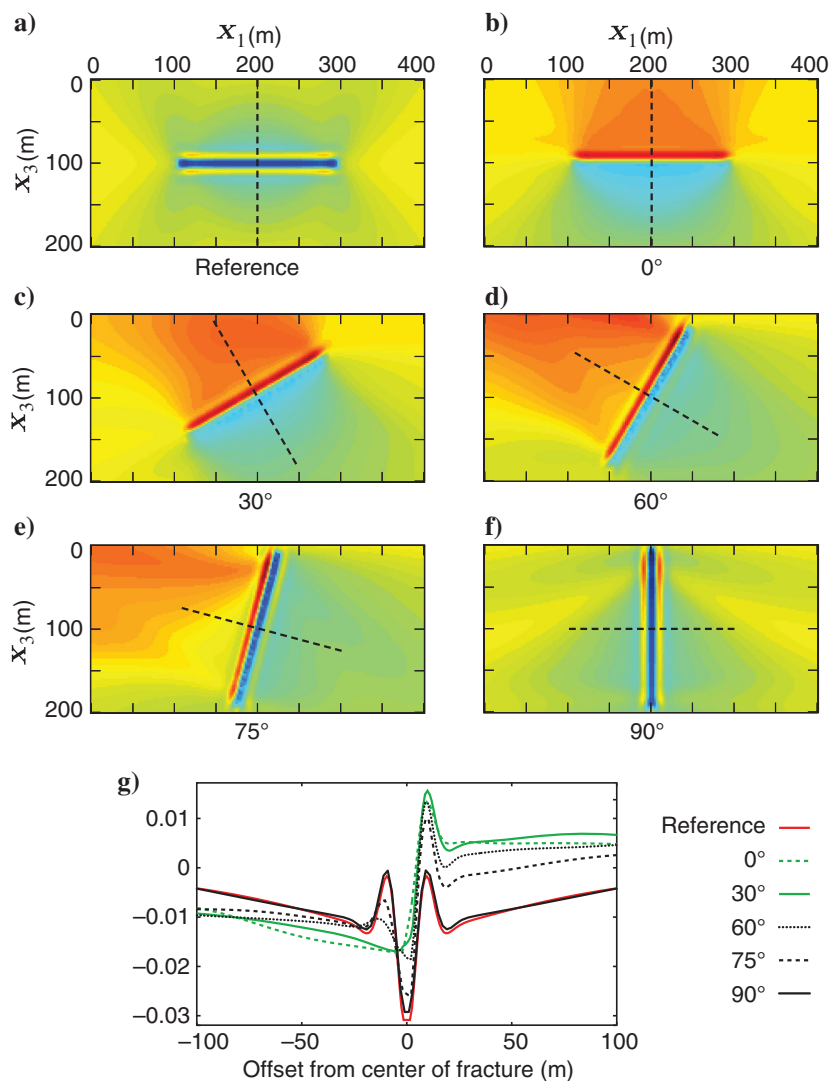 a)
x1(m)
0 100 200 300 400
x3(m)
0
100
200
Reference
b)
x1(m)
0 100 200 300 400
0°
c)
x3(m)
0
100
200
30°
d)
60°
e)
x3(m)
0
100
200
75°
f)
90°
g)
0.01
0
−0.01
−0.02
−0.03
−100 −50 0 50 100
Offset from center of fracture (m)
Reference
0°
30°
60°
75°
90°